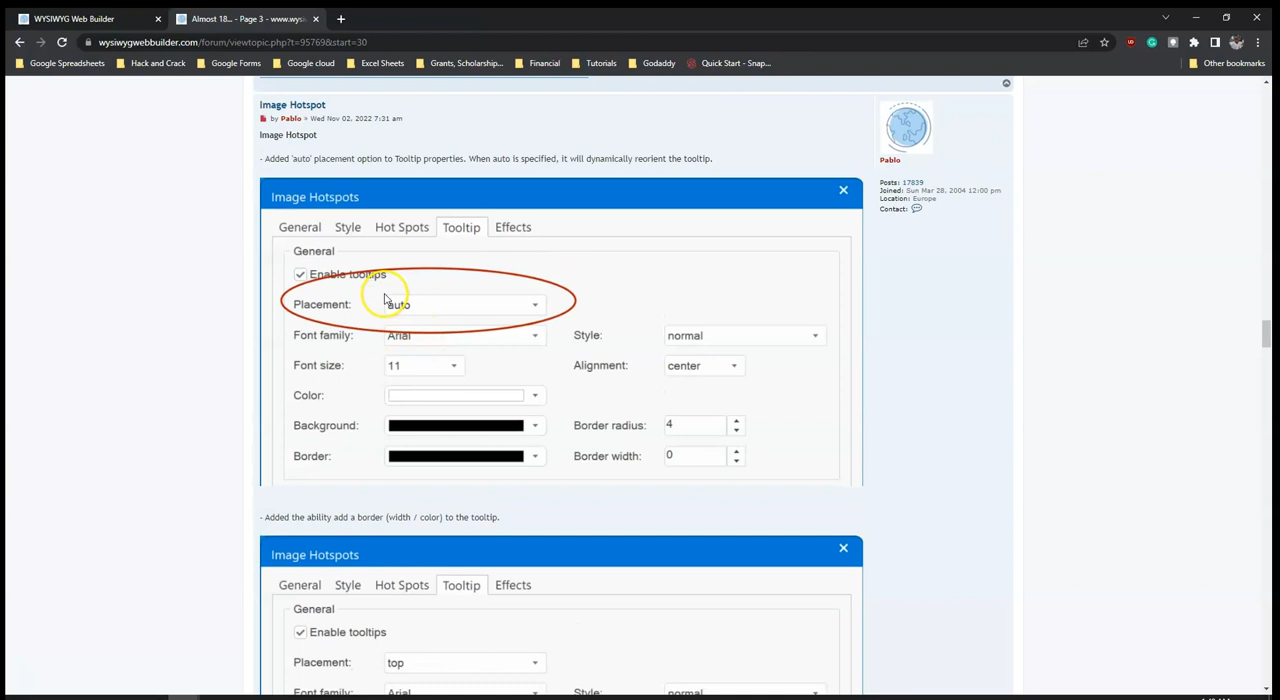 WYSIWYG Web Builder
Almost 18... - Page 3 - www.wysi
wysiwygwebbuilder.com/forum/viewtopic.php?t=95769&start=30
Google Spreadsheets Hack and Crack Google Forms Google cloud Excel Sheets Grants, Scholarship... Financial Tutorials Godaddy Quick Start - Snap... Other bookmarks
Image Hotspot
by Pablo » Wed Nov 02, 2022 7:31 am
Image Hotspot
- Added 'auto' placement option to Tooltip properties. When auto is specified, it will dynamically reorient the tooltip.
Pablo
Posts: 17839
Joined: Sun Mar 28, 2004 12:00 pm
Location: Europe
Contact:
Image Hotspots
General Style Hot Spots Tooltip Effects
General
Enable tooltips
Placement: auto
Font family: Arial Style: normal
Font size: 11 Alignment: center
Color:
Background: Border radius: 4
Border: Border width: 0
- Added the ability add a border (width / color) to the tooltip.
Image Hotspots
General Style Hot Spots Tooltip Effects
General
Enable tooltips
Placement: top
Font family: Arial Style: normal